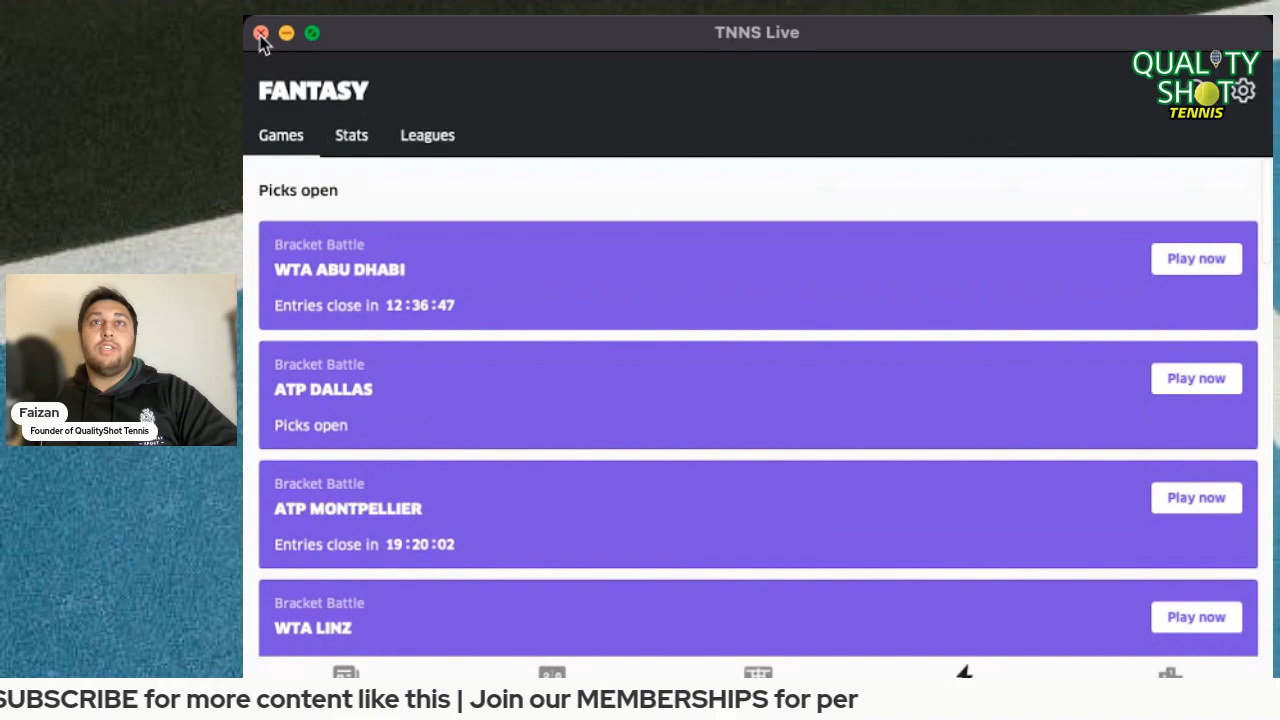 TNNS Live
QUALITY
SHOT
TENNIS
FANTASY
Games Stats Leagues
Picks open
Bracket Battle
WTA ABU DHABI
Entries close in 12:36:47
Play now
Bracket Battle
ATP DALLAS
Picks open
Play now
Bracket Battle
ATP MONTPELLIER
Entries close in 19:20:02
Play now
Bracket Battle
WTA LINZ
Play now
Faizan
Founder of QualityShot Tennis
SUBSCRIBE for more content like this | Join our MEMBERSHIPS for per